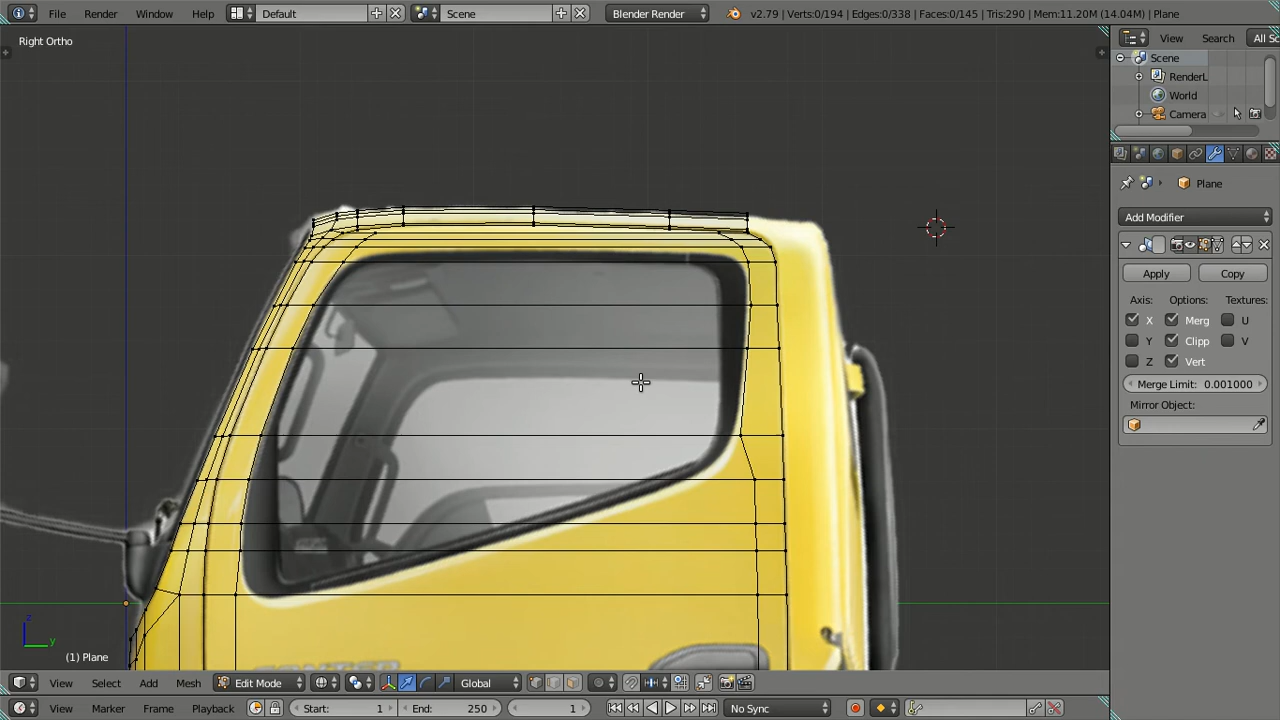 File Render Window Help Default Scene Blender Render v2.79 | Verts:0/194 | Edges:0/338 | Faces:0/145 | Tris:290 | Mem:11.20M (14.04M) | Plane
Right Ortho
View Search All Sc
Scene
RenderL
World
Camera
Plane
Add Modifier
Apply Copy
Axis: Options: Textures:
X Merg U
Y Clipp V
Z Vert
Merge Limit: 0.001000
Mirror Object:
z
y
(1) Plane
View Select Add Mesh Edit Mode Global
View Marker Frame Playback Start: 1 End: 250 1 No Sync